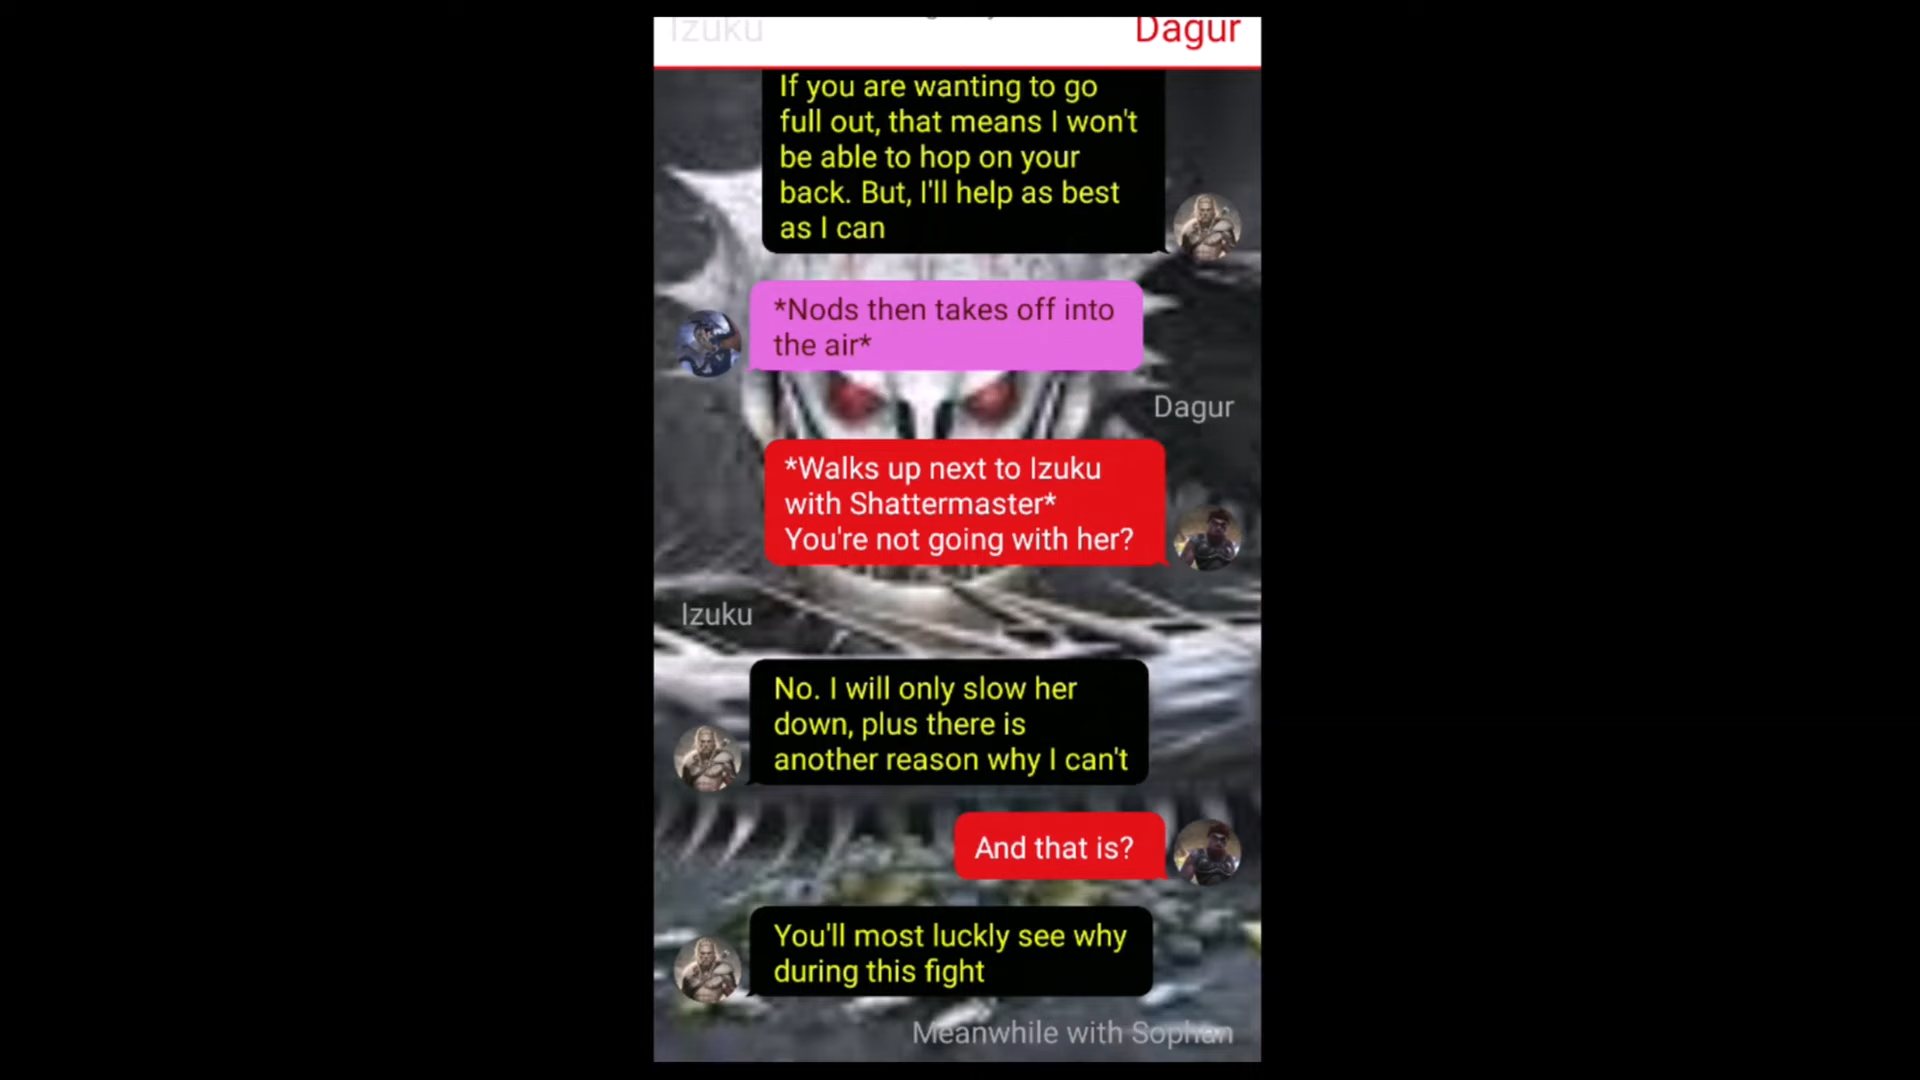 Izuku
Dagur
If you are wanting to go
full out, that means I won't
be able to hop on your
back. But, I'll help as best
as I can
*Nods then takes off into
the air*
Dagur
*Walks up next to Izuku
with Shattermaster*
You're not going with her?
Izuku
No. I will only slow her
down, plus there is
another reason why I can't
And that is?
You'll most luckly see why
during this fight
Meanwhile with Sophan